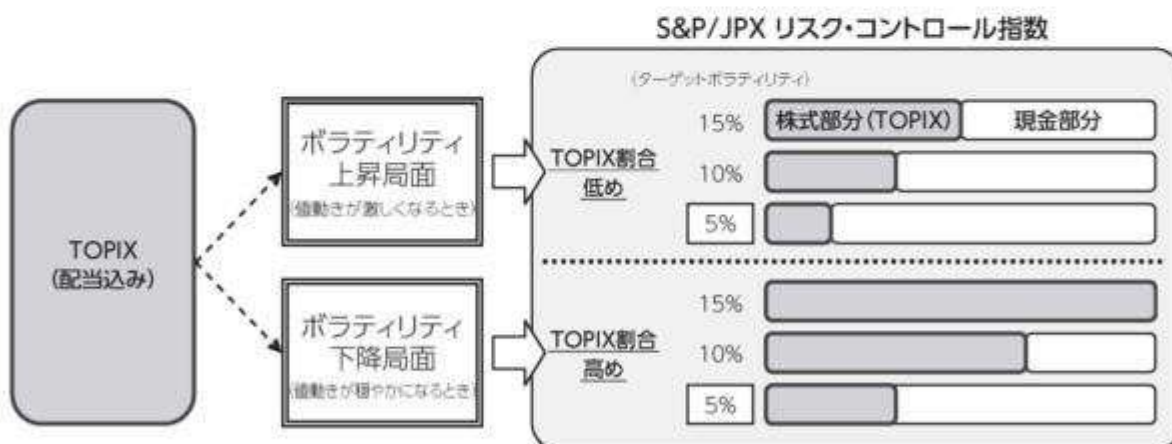 S&P/JPX リスク・コントロール指数
(ターゲットボラティリティ)
TOPIX
(配当込み)
ボラティリティ
上昇局面
(値動きが激しくなるとき)
TOPIX割合
低め
15%
株式部分(TOPIX)
現金部分
10%
5%
ボラティリティ
下降局面
(値動きが穏やかになるとき)
TOPIX割合
高め
15%
10%
5%